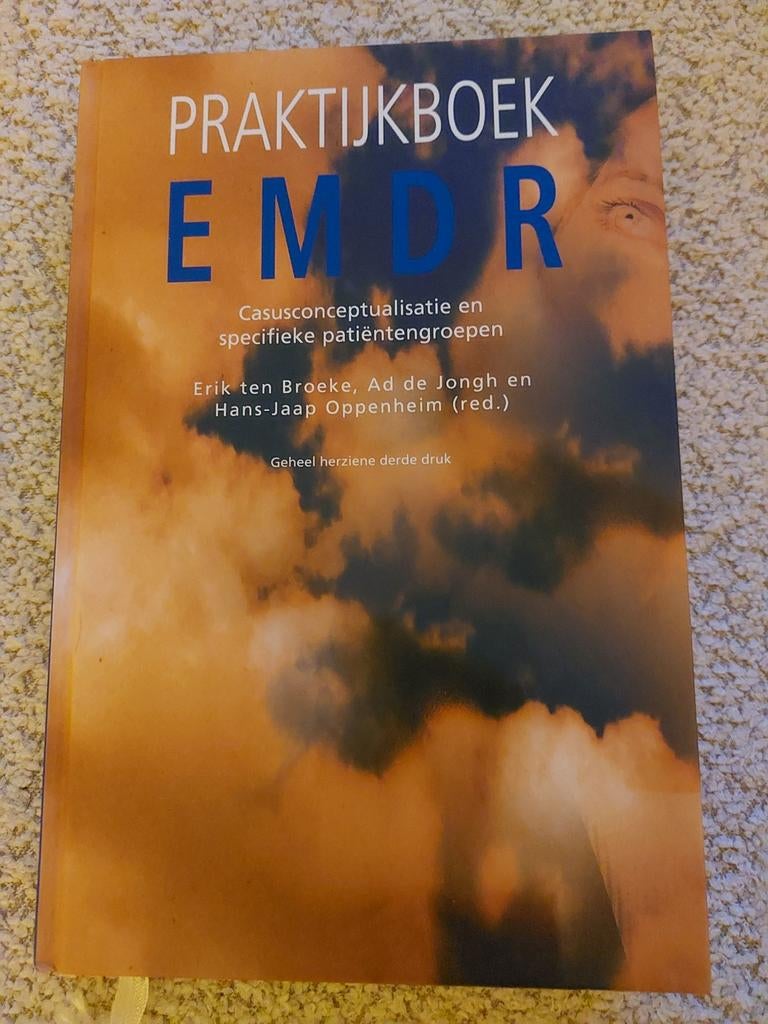 PRAKTIJKBOEK
EMDR
Casusconceptualisatie en
specifieke patiëntengroepen
Erik ten Broeke, Ad de Jongh en
Hans-Jaap Oppenheim (red.)
Geheel herziene derde druk